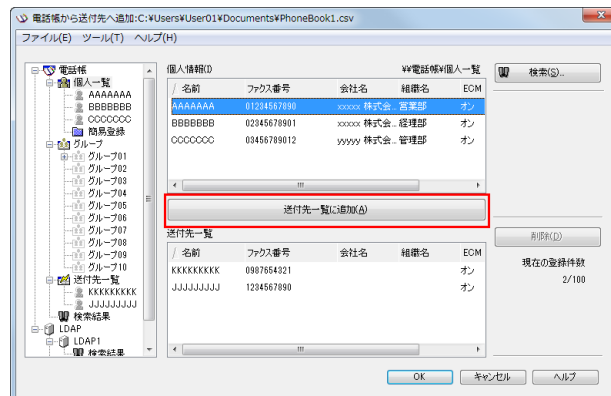 電話帳から送付先へ追加:C:¥Users¥User01¥Documents¥PhoneBook1.csv
ファイル(E) ツール(T) ヘルプ(H)
電話帳
個人一覧
AAAAAAA
BBBBBBB
CCCCCCC
簡易登録
グループ
グループ01
グループ02
グループ03
グループ04
グループ05
グループ06
グループ07
グループ08
グループ09
グループ10
送付先一覧
KKKKKKKKK
JJJJJJJJJ
検索結果
LDAP
LDAP1
検索結果
個人情報(I) ¥¥電話帳¥個人一覧
/ 名前 ファクス番号 会社名 組織名 ECM
AAAAAAA 01234567890 xxxxx 株式会... 営業部 オン
BBBBBBB 02345678901 xxxxx 株式会... 経理部 オン
CCCCCCC 03456789012 yyyyy 株式会... 管理部 オン
送付先一覧に追加(A)
送付先一覧
/ 名前 ファクス番号 会社名 組織名 ECM
KKKKKKKKK 0987654321 オン
JJJJJJJJJ 1234567890 オン
検索(S)...
削除(D)
現在の登録件数
2/100
OK キャンセル ヘルプ